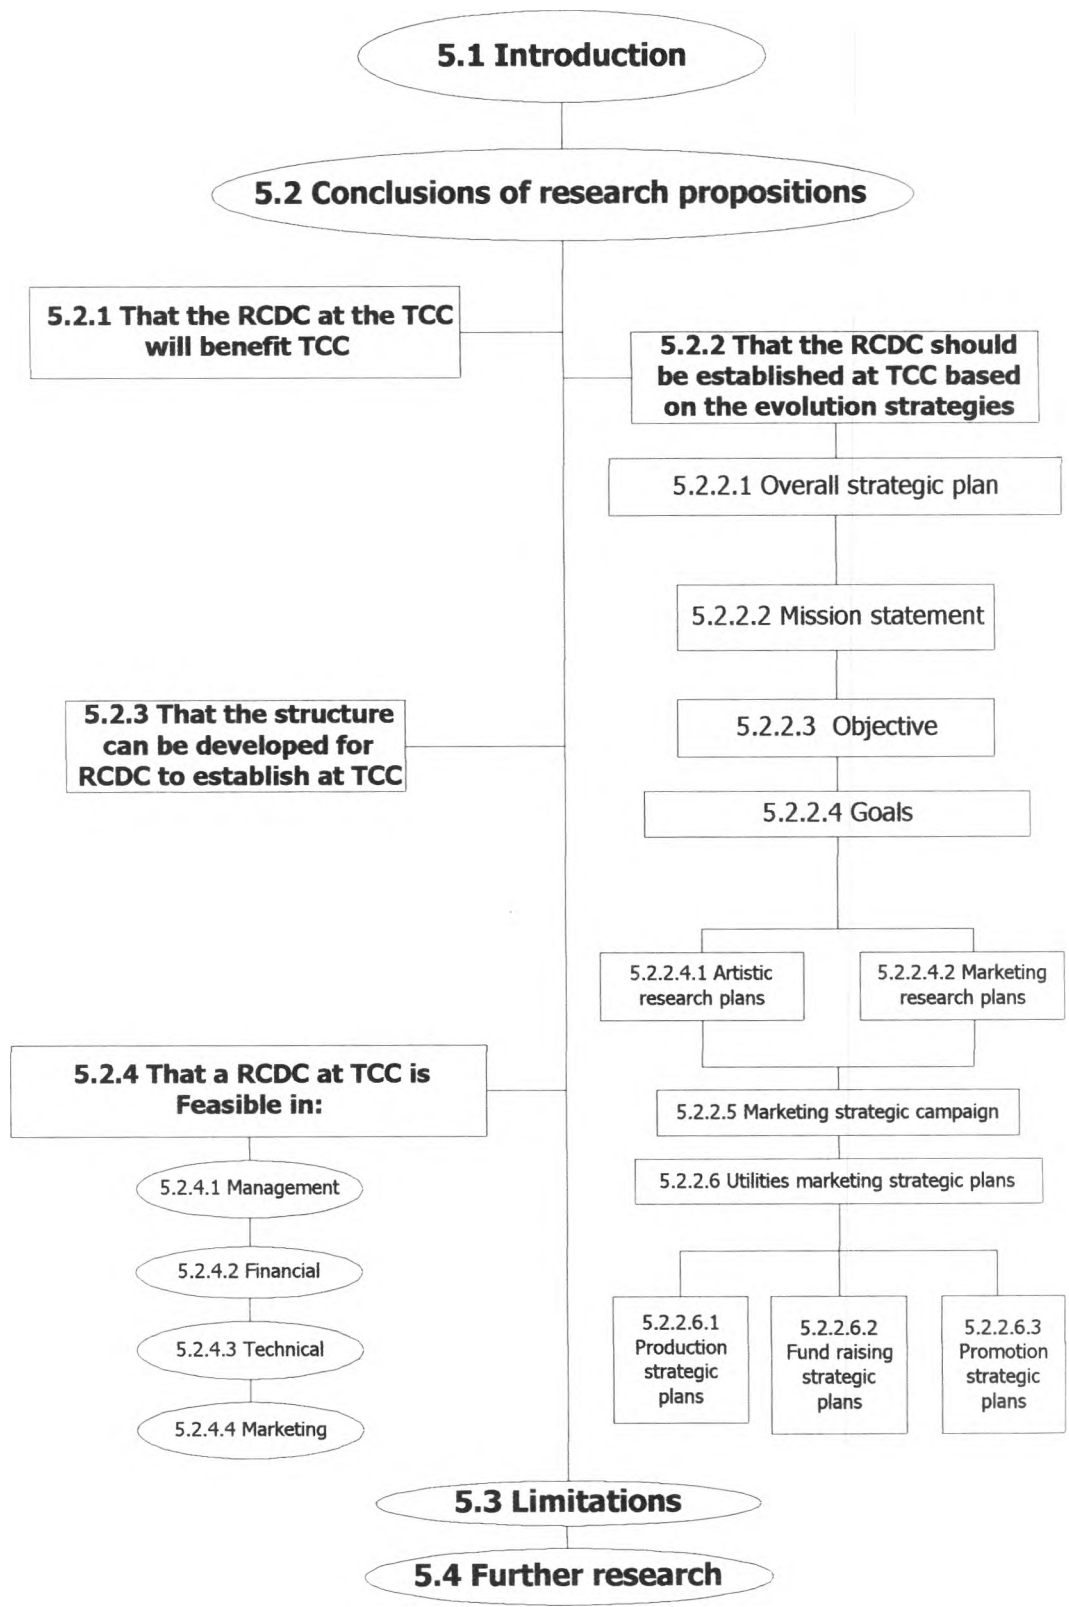 5.1 Introduction
5.2 Conclusions of research propositions
5.2.1 That the RCDC at the TCC
will benefit TCC
5.2.2 That the RCDC should
be established at TCC based
on the evolution strategies
5.2.2.1 Overall strategic plan
5.2.2.2 Mission statement
5.2.2.3 Objective
5.2.2.4 Goals
5.2.2.4.1 Artistic
research plans
5.2.2.4.2 Marketing
research plans
5.2.2.5 Marketing strategic campaign
5.2.2.6 Utilities marketing strategic plans
5.2.2.6.1
Production
strategic
plans
5.2.2.6.2
Fund raising
strategic
plans
5.2.2.6.3
Promotion
strategic
plans
5.2.3 That the structure
can be developed for
RCDC to establish at TCC
5.2.4 That a RCDC at TCC is
Feasible in:
5.2.4.1 Management
5.2.4.2 Financial
5.2.4.3 Technical
5.2.4.4 Marketing
5.3 Limitations
5.4 Further research